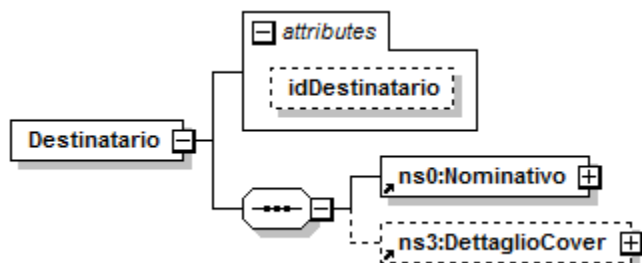 attributes
idDestinatario
Destinatario
ns0:Nominativo
ns3:DettaglioCover